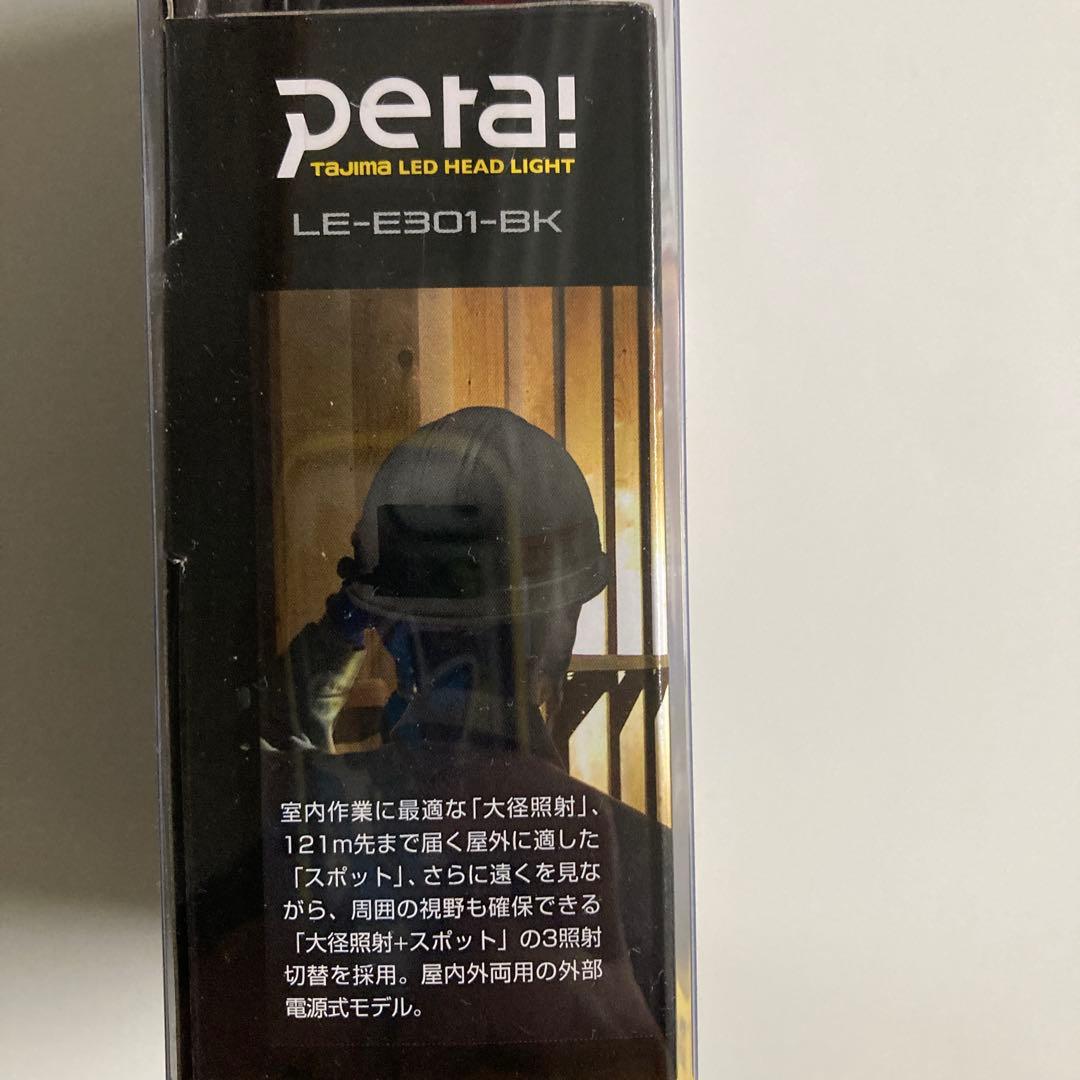 peta!
TAJIMA LED HEAD LIGHT
LE-E301-BK
室内作業に最適な「大径照射」、
121m先まで届く屋外に適した
「スポット」、さらに遠くを見な
がら、周囲の視野も確保できる
「大径照射+スポット」の3照射
切替を採用。屋内外両用の外部
電源式モデル。